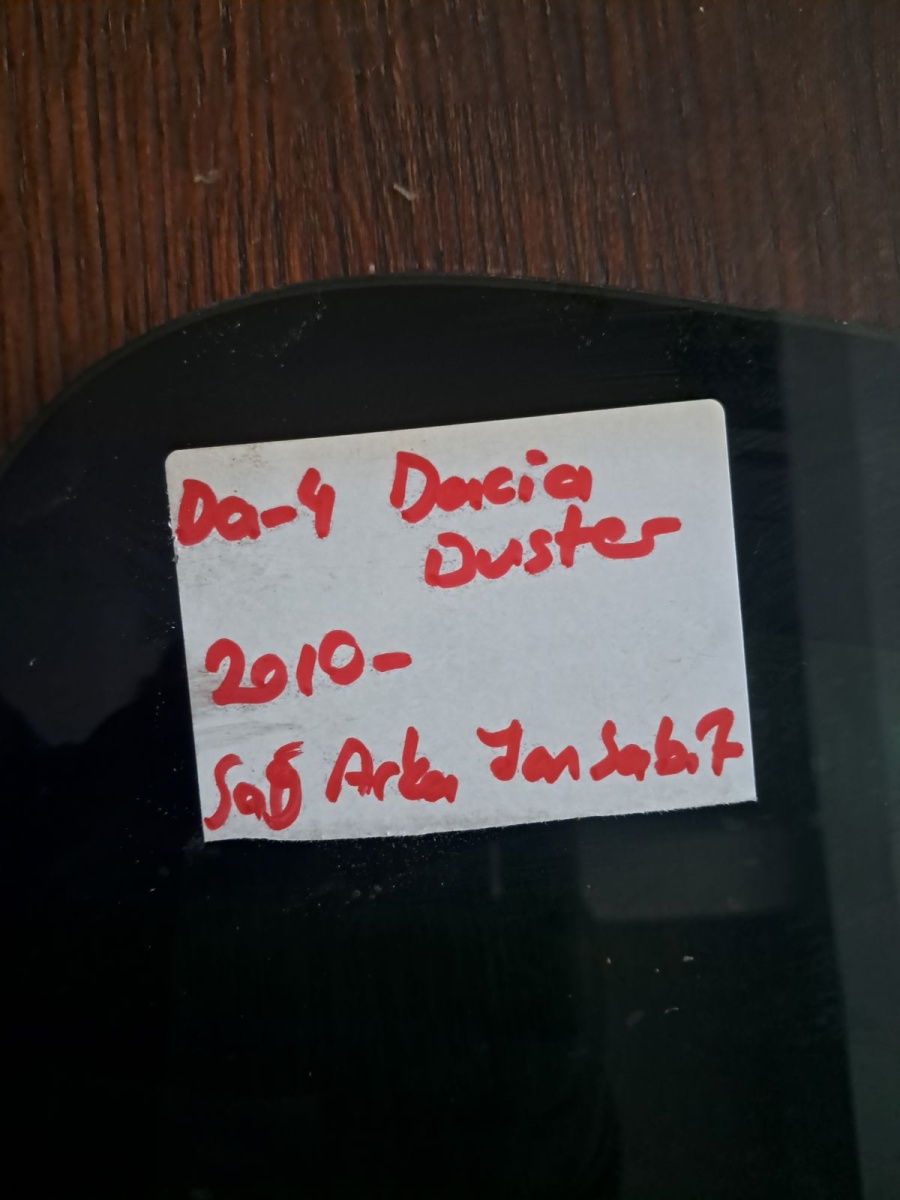 Da-4 Dacia
Duster
2010-
Sağ Arka Yan Sabit